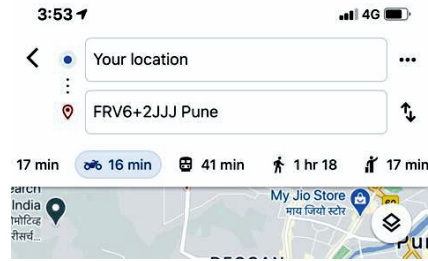 3:53
4G
Your location
FRV6+2JJJ Pune
17 min 16 min 41 min 1 hr 18 17 min
India
My Jio Store
माय जियो स्टोर
DECCAN